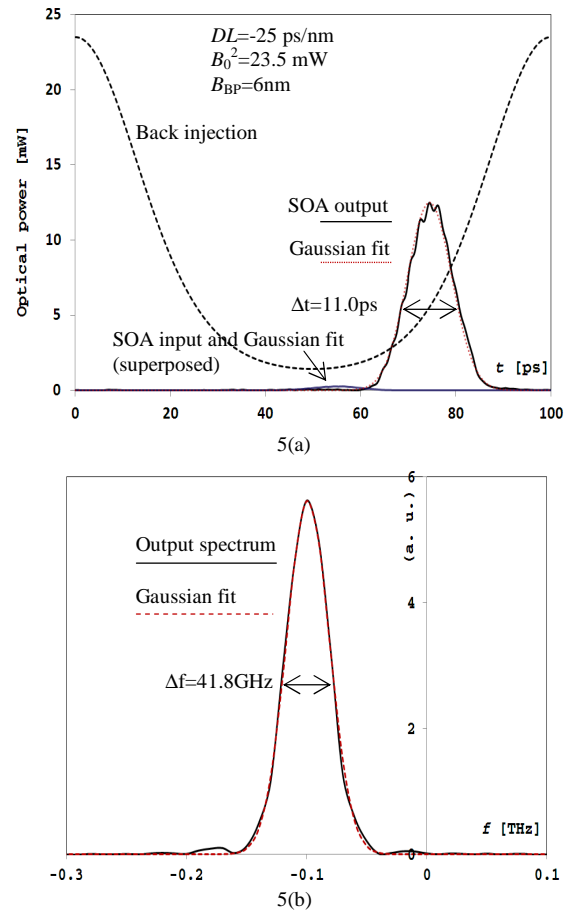 25
20
15
10
5
0
Optical power [mW]
DL=-25 ps/nm
B₀²=23.5 mW
B_BP=6nm
Back injection
SOA output
Gaussian fit
Δt=11.0ps
SOA input and Gaussian fit
(superposed)
t [ps]
0 20 40 60 80 100
5(a)
6
4
2
0
(a. u.)
Output spectrum
Gaussian fit
Δf=41.8GHz
f [THz]
-0.3 -0.2 -0.1 0 0.1
5(b)